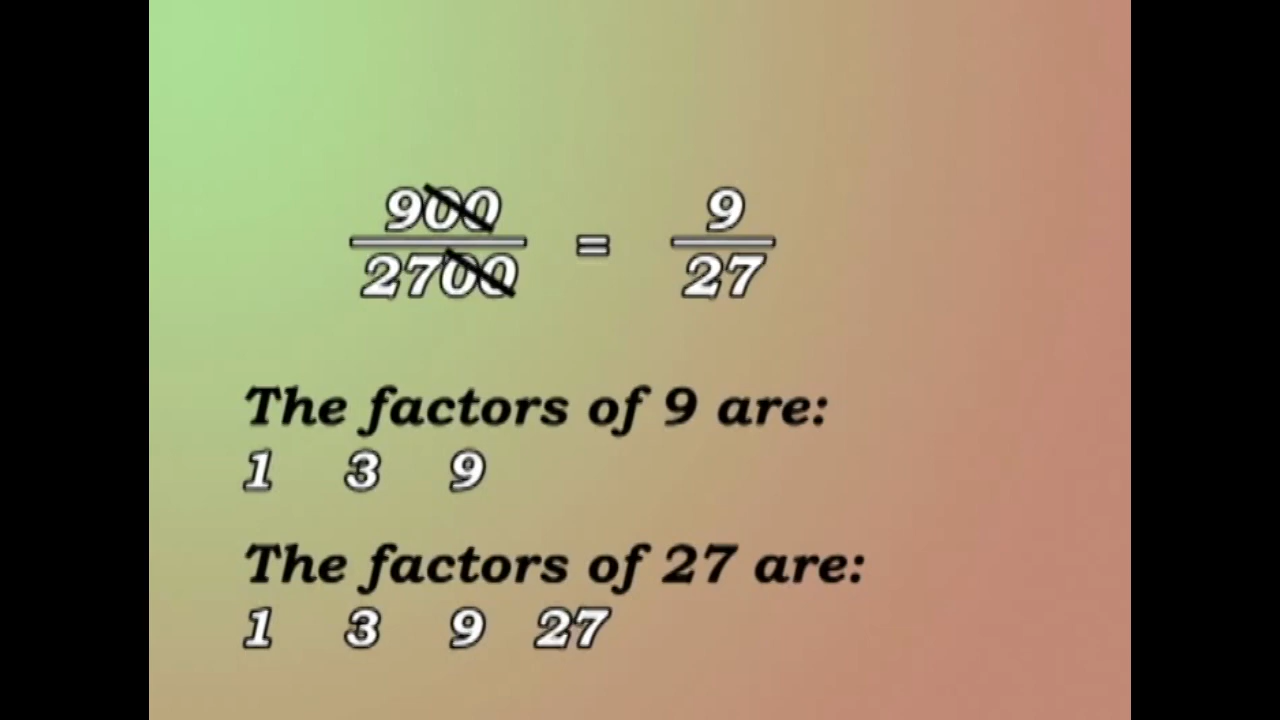 900 = 9
2700 27
The factors of 9 are:
1 3 9
The factors of 27 are:
1 3 9 27